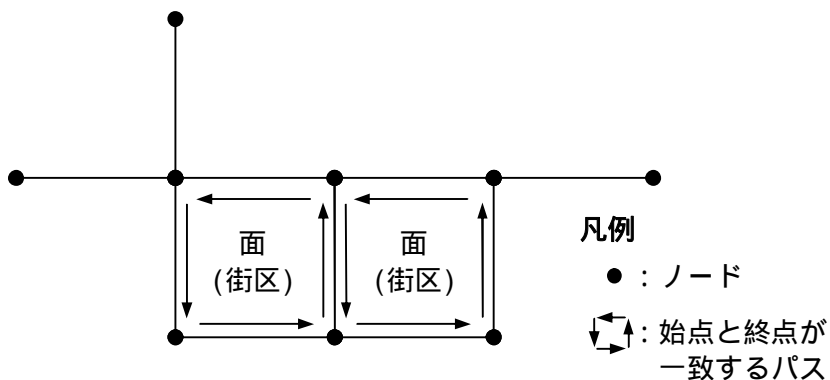 面
(街区)
面
(街区)
凡例
● : ノード
: 始点と終点が
一致するパス